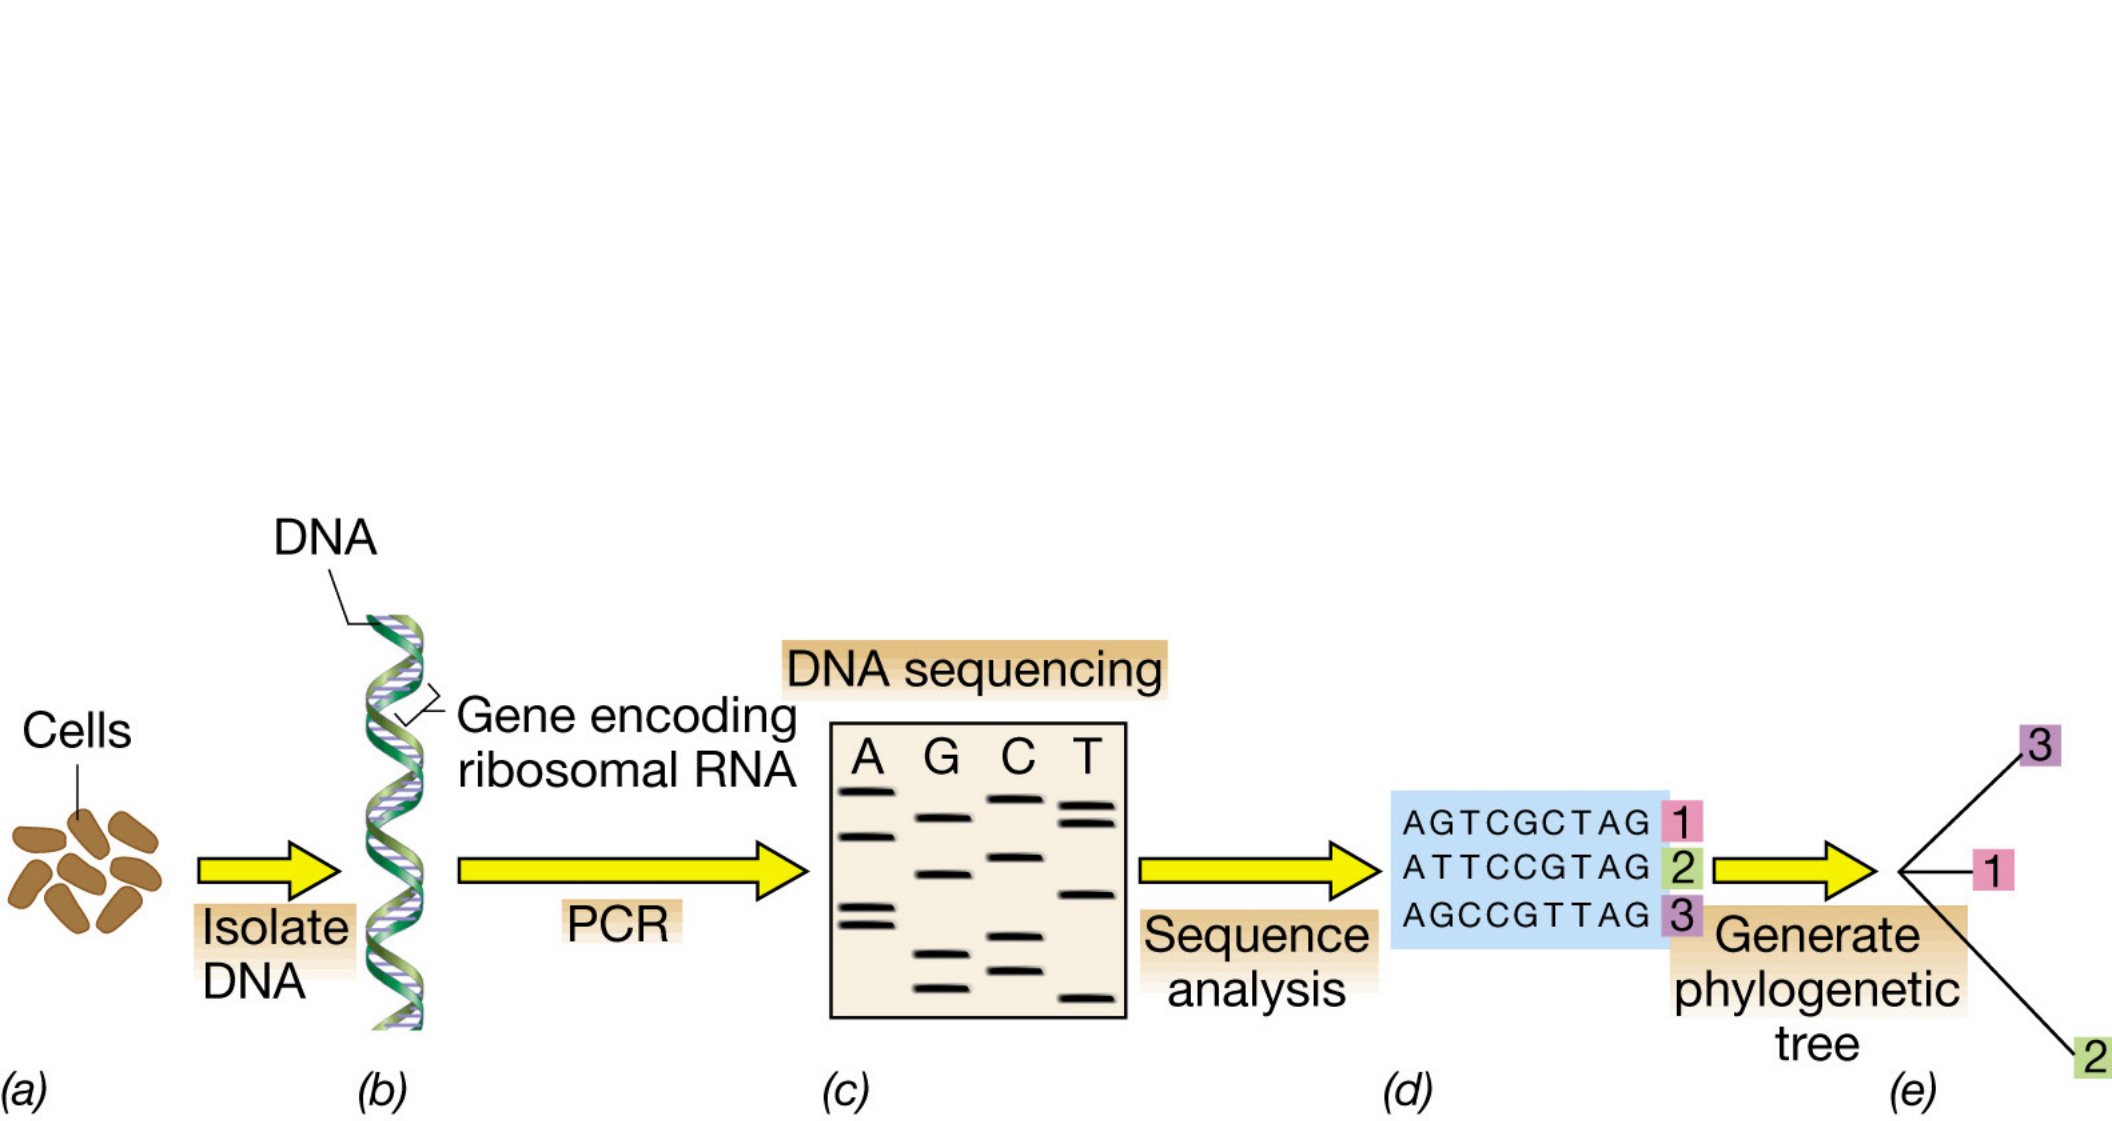 DNA
Cells
Gene encoding
ribosomal RNA
DNA sequencing
A G C T
Isolate
DNA
PCR
Sequence
analysis
AGTCGCTAG 1
ATTCCGTAG 2
AGCCGTTAG 3
Generate
phylogenetic
tree
3
1
2
(a)
(b)
(c)
(d)
(e)